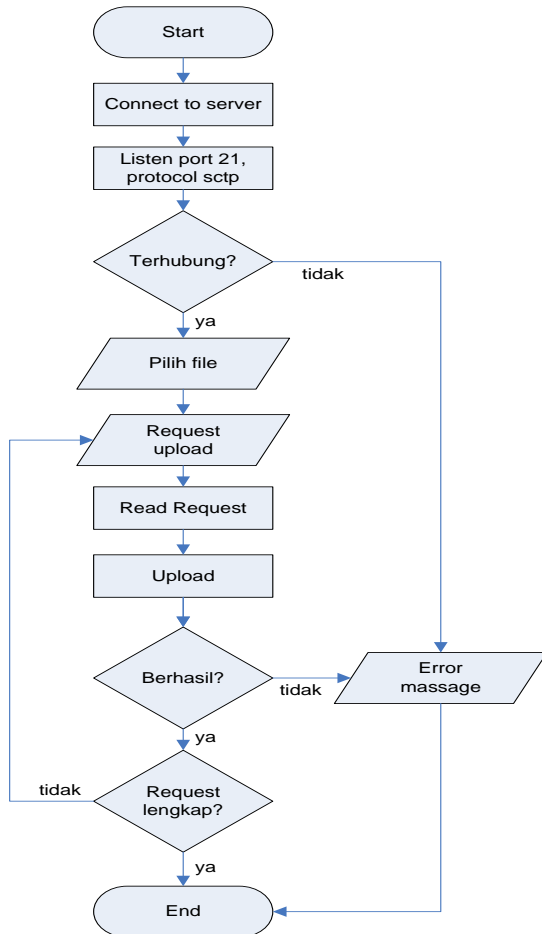 Start
Connect to server
Listen port 21,
protocol sctp
Terhubung?
tidak
ya
Pilih file
Request
upload
Read Request
Upload
Berhasil?
tidak
Error
massage
ya
tidak
Request
lengkap?
ya
End